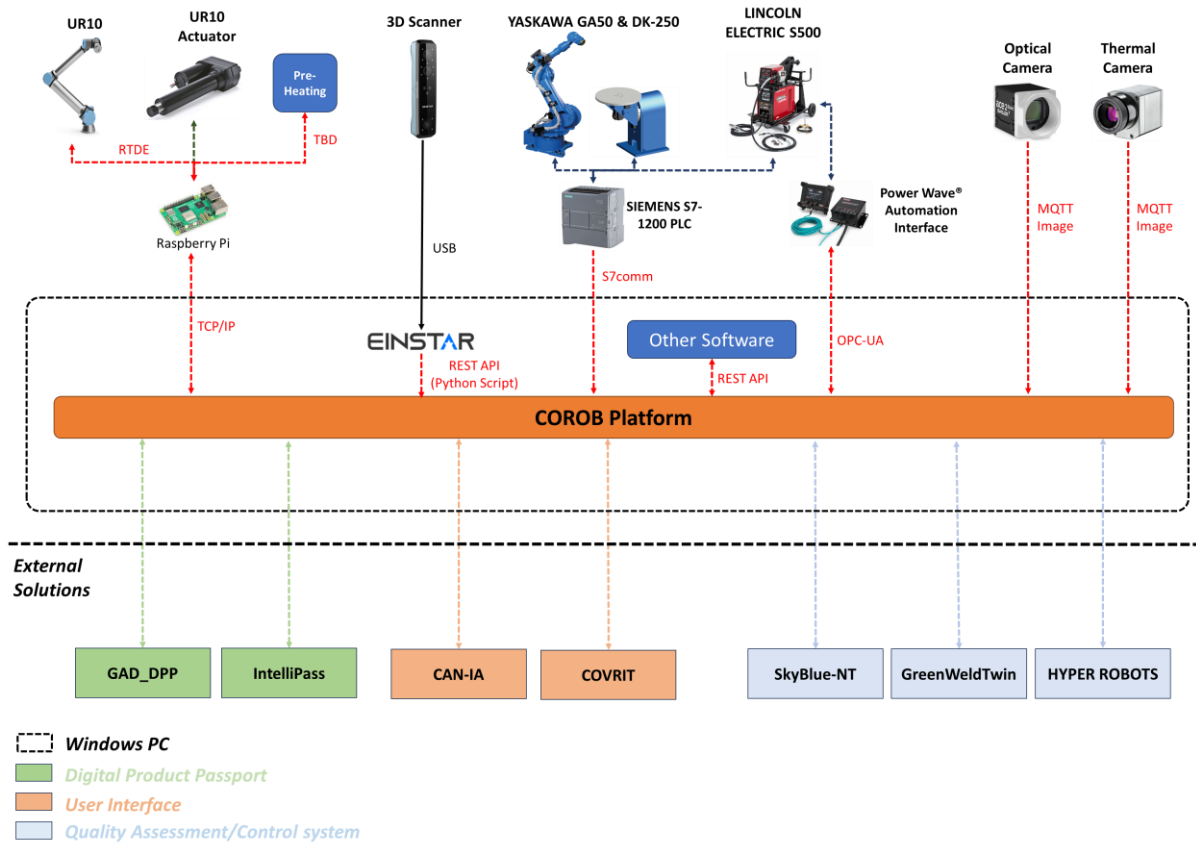 UR10
UR10
Actuator
Pre-
Heating
3D Scanner
YASKAWA GA50 & DK-250
LINCOLN
ELECTRIC S500
Optical
Camera
Thermal
Camera
RTDE
TBD
Raspberry Pi
USB
SIEMENS S7-
1200 PLC
Power Wave®
Automation
Interface
MQTT
Image
MQTT
Image
S7comm
TCP/IP
EINSTAR
REST API
(Python Script)
Other Software
REST API
OPC-UA
COROB Platform
External
Solutions
GAD_DPP
IntelliPass
CAN-IA
COVRIT
SkyBlue-NT
GreenWeldTwin
HYPER ROBOTS
Windows PC
Digital Product Passport
User Interface
Quality Assessment/Control system